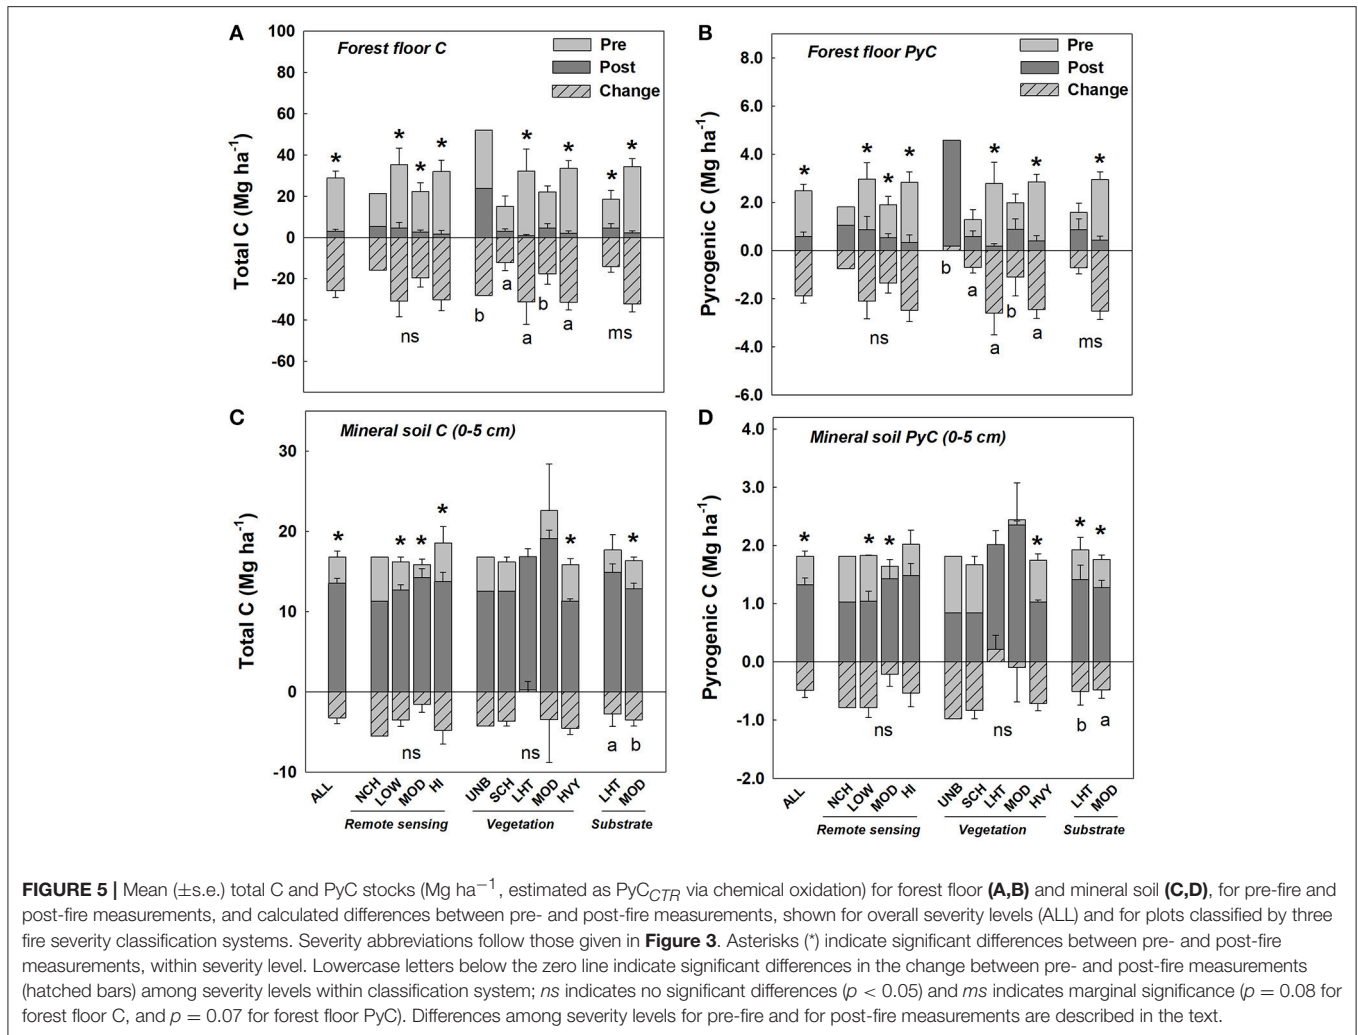 A
Forest floor C
Pre
Post
Change
Total C (Mg ha⁻¹)
100
80
60
40
20
0
-20
-40
-60
*
*
*
*
*
*
*
*
ns
b
a
a
b
a
ms
B
Forest floor PyC
Pre
Post
Change
Pyrogenic C (Mg ha⁻¹)
8.0
6.0
4.0
2.0
0.0
-2.0
-4.0
-6.0
*
*
*
*
*
*
*
ns
b
a
a
b
a
ms
C
Mineral soil C (0-5 cm)
Total C (Mg ha⁻¹)
30
20
10
0
-10
*
*
*
*
*
*
ns
ns
a
b
ALL
NCH
LOW
MOD
HI
UNB
SCH
LHT
MOD
HVY
LHT
MOD
Remote sensing
Vegetation
Substrate
D
Mineral soil PyC (0-5 cm)
Pyrogenic C (Mg ha⁻¹)
4.0
3.0
2.0
1.0
0.0
-1.0
-2.0
*
*
*
*
*
*
ns
ns
b
a
ALL
NCH
LOW
MOD
HI
UNB
SCH
LHT
MOD
HVY
LHT
MOD
Remote sensing
Vegetation
Substrate
FIGURE 5 | Mean (±s.e.) total C and PyC stocks (Mg ha⁻¹, estimated as PyC_CTR via chemical oxidation) for forest floor (A,B) and mineral soil (C,D), for pre-fire and
post-fire measurements, and calculated differences between pre- and post-fire measurements, shown for overall severity levels (ALL) and for plots classified by three
fire severity classification systems. Severity abbreviations follow those given in Figure 3. Asterisks (*) indicate significant differences between pre- and post-fire
measurements, within severity level. Lowercase letters below the zero line indicate significant differences in the change between pre- and post-fire measurements
(hatched bars) among severity levels within classification system; ns indicates no significant differences (p < 0.05) and ms indicates marginal significance (p = 0.08 for
forest floor C, and p = 0.07 for forest floor PyC). Differences among severity levels for pre-fire and for post-fire measurements are described in the text.